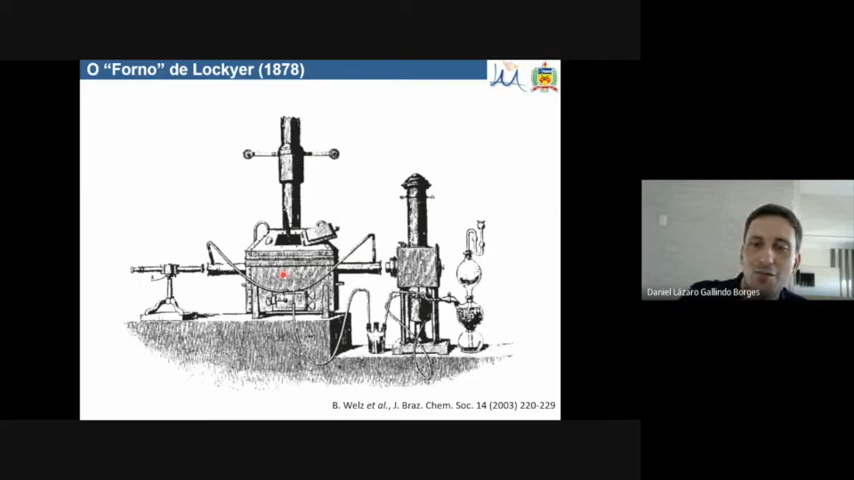 O “Forno” de Lockyer (1878)
Daniel Lázaro Gallindo Borges
B. Welz et al., J. Braz. Chem. Soc. 14 (2003) 220-229